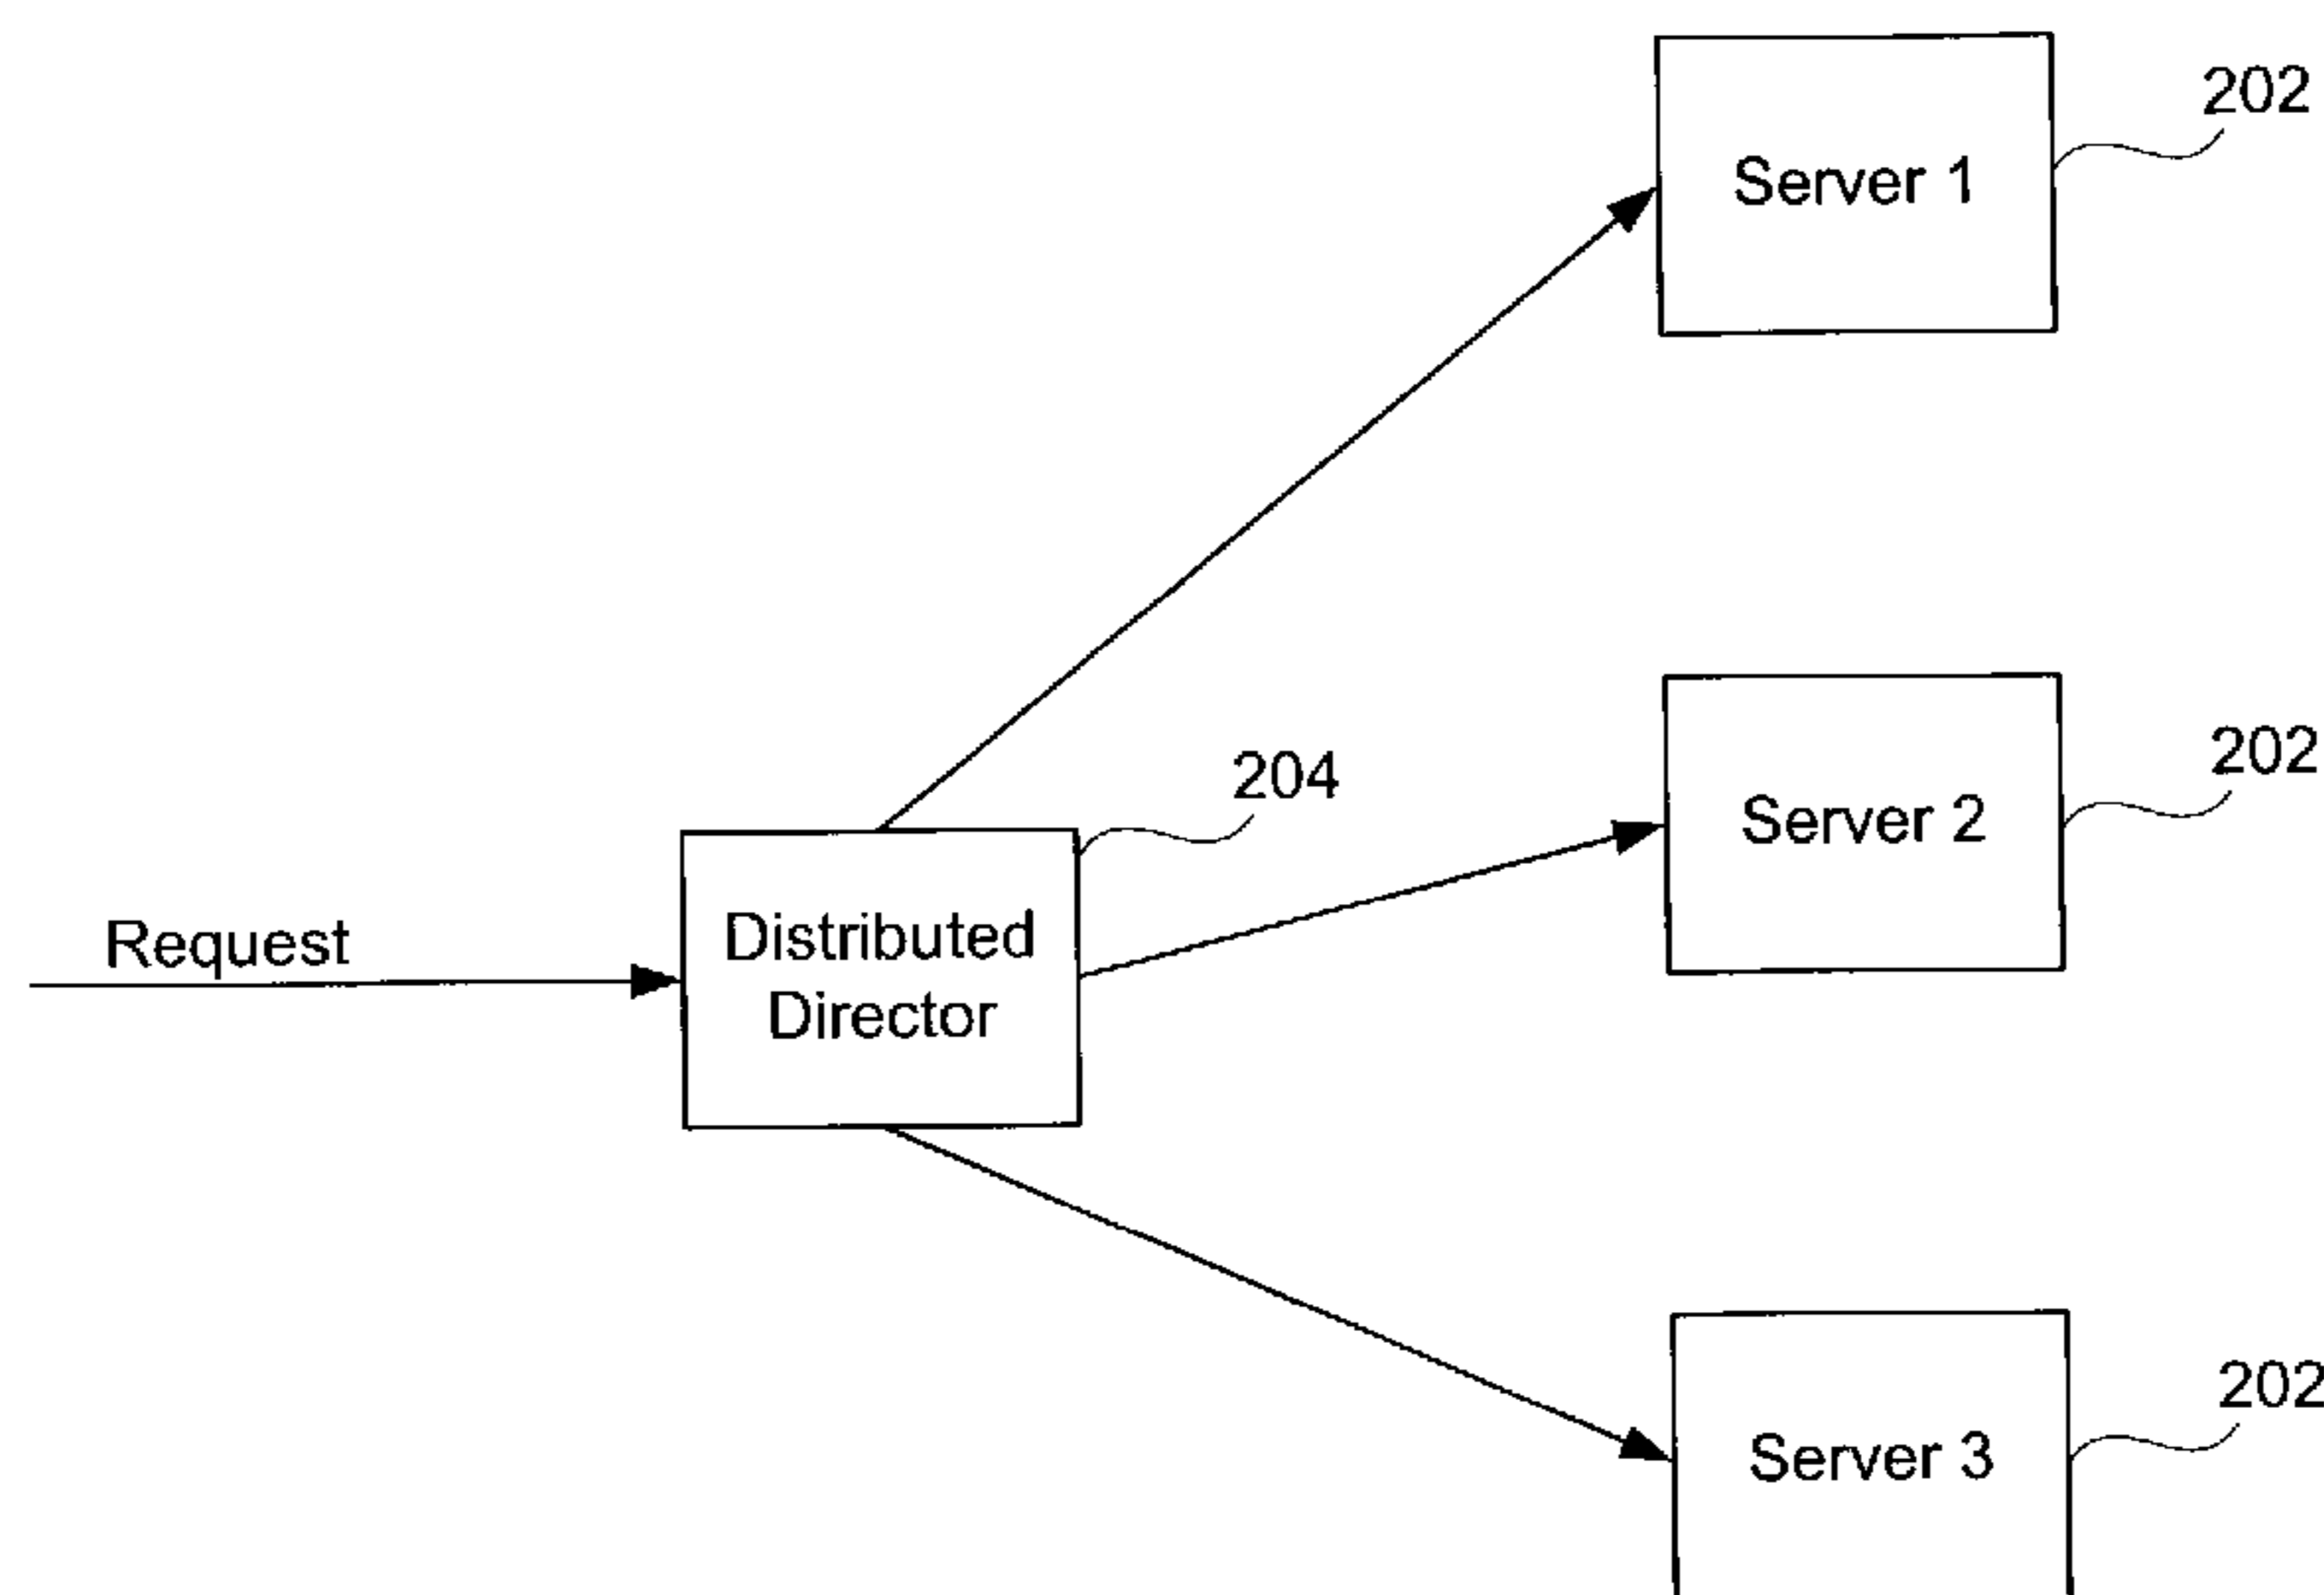 202
Server 1
202
Server 2
204
Request
Distributed
Director
202
Server 3